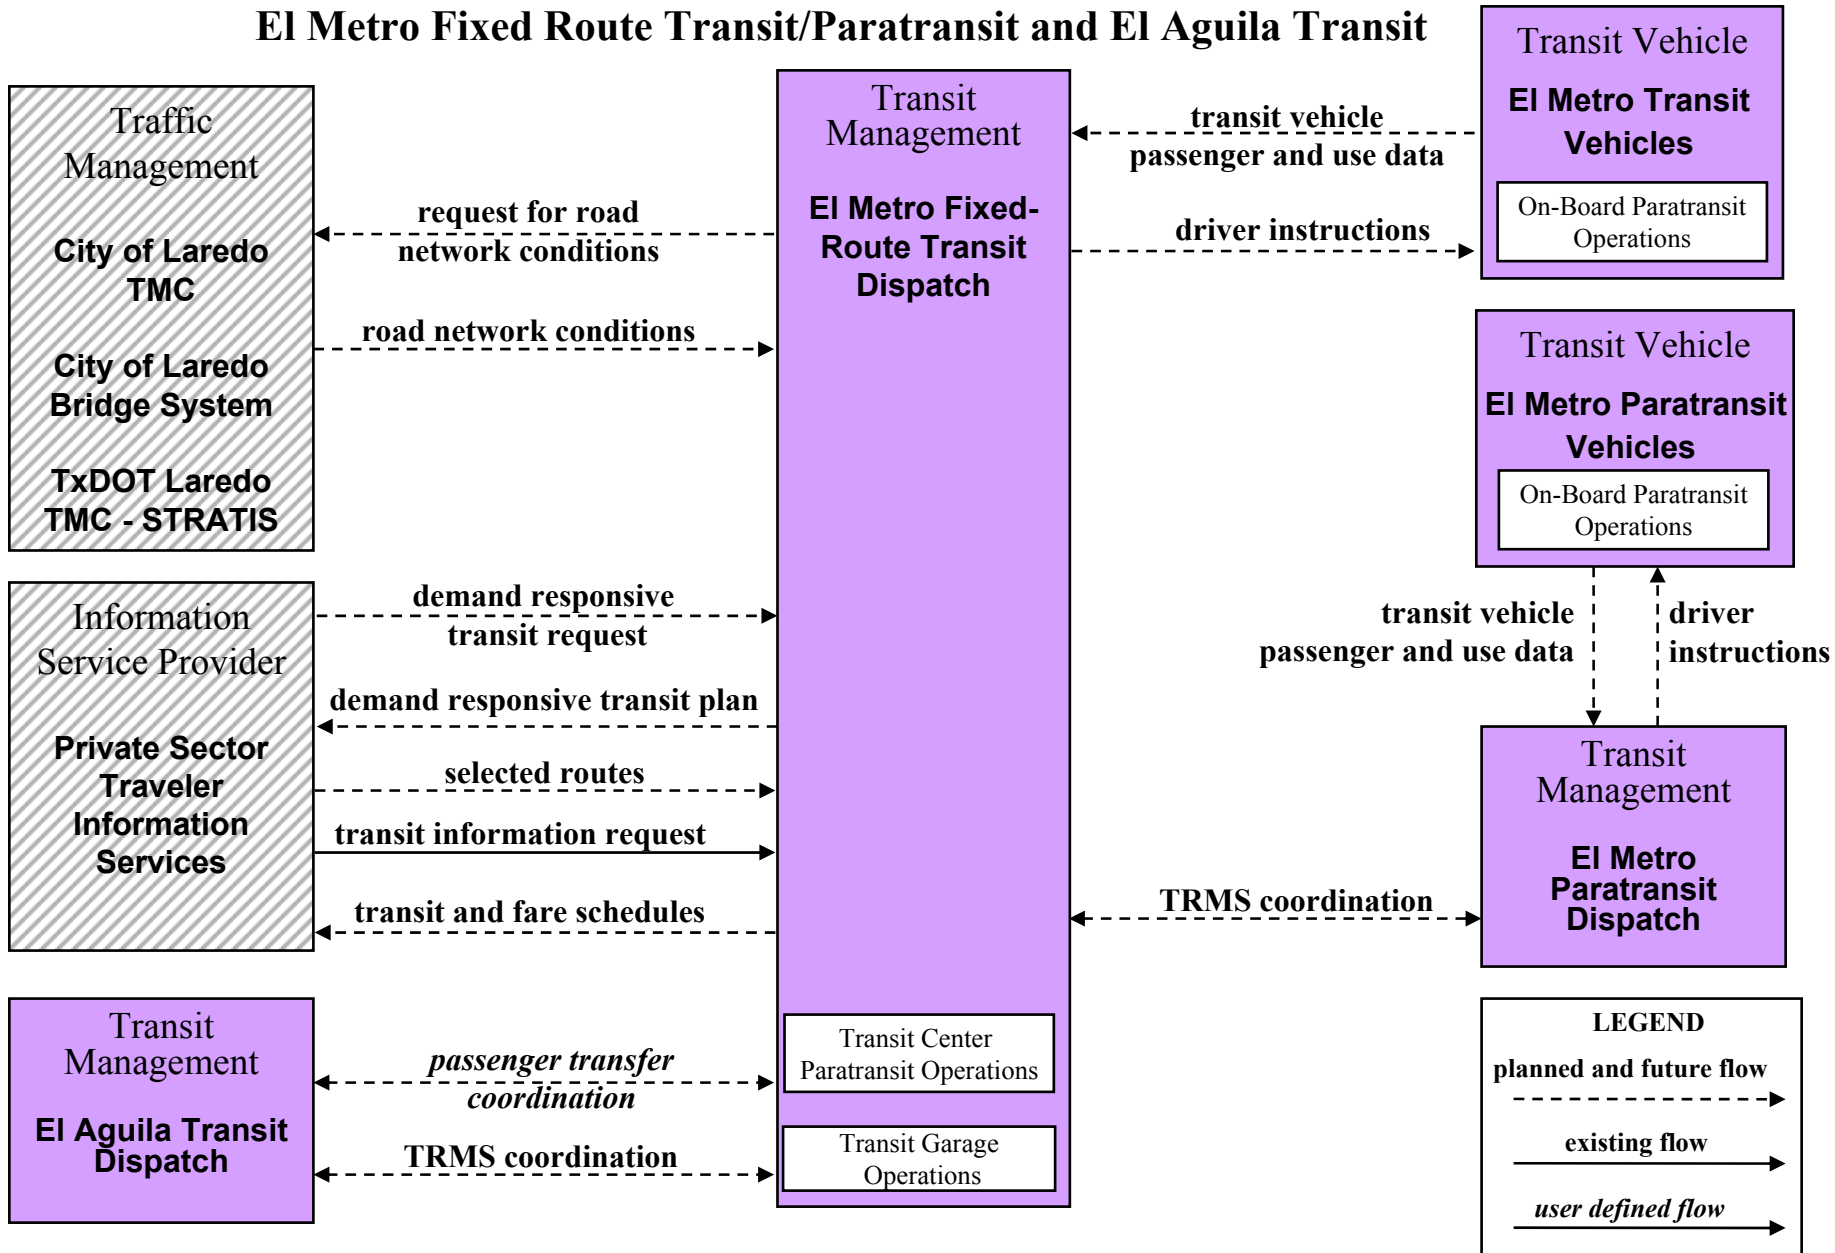 El Metro Fixed Route Transit/Paratransit and El Aguila Transit
Traffic
Management
City of Laredo
TMC
City of Laredo
Bridge System
TxDOT Laredo
TMC - STRATIS
request for road
network conditions
road network conditions
Information
Service Provider
Private Sector
Traveler
Information
Services
demand responsive
transit request
demand responsive transit plan
selected routes
transit information request
transit and fare schedules
Transit
Management
El Aguila Transit
Dispatch
passenger transfer
coordination
TRMS coordination
Transit
Management
El Metro Fixed-
Route Transit
Dispatch
Transit Center
Paratransit Operations
Transit Garage
Operations
transit vehicle
passenger and use data
driver instructions
Transit Vehicle
El Metro Transit
Vehicles
On-Board Paratransit
Operations
Transit Vehicle
El Metro Paratransit
Vehicles
On-Board Paratransit
Operations
transit vehicle
passenger and use data
driver
instructions
TRMS coordination
Transit
Management
El Metro
Paratransit
Dispatch
LEGEND
planned and future flow
existing flow
user defined flow